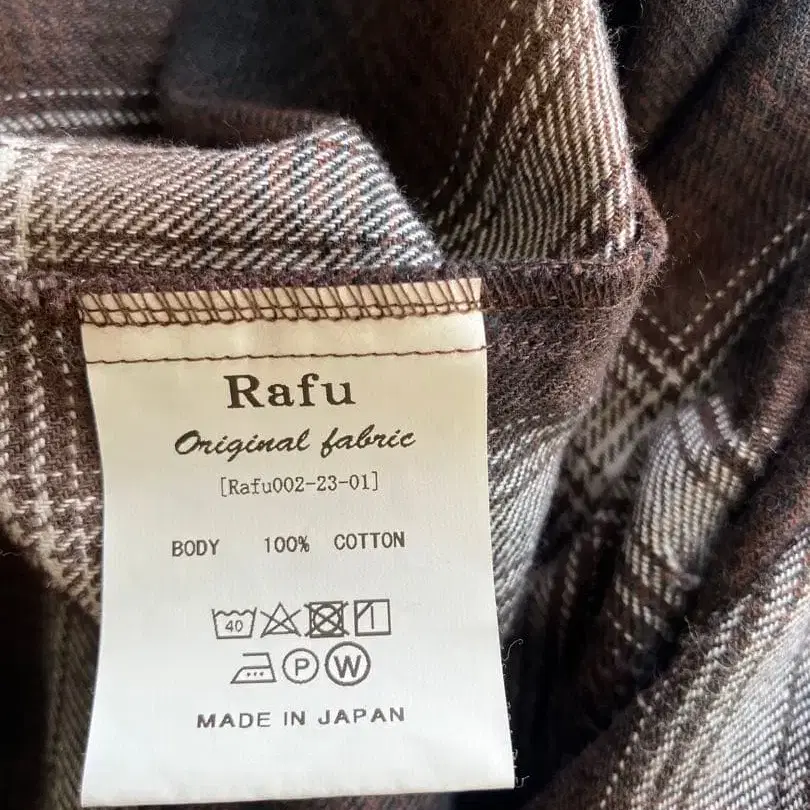 Rafu
Original fabric
[Rafu002-23-01]
BODY 100% COTTON
40
P W
MADE IN JAPAN